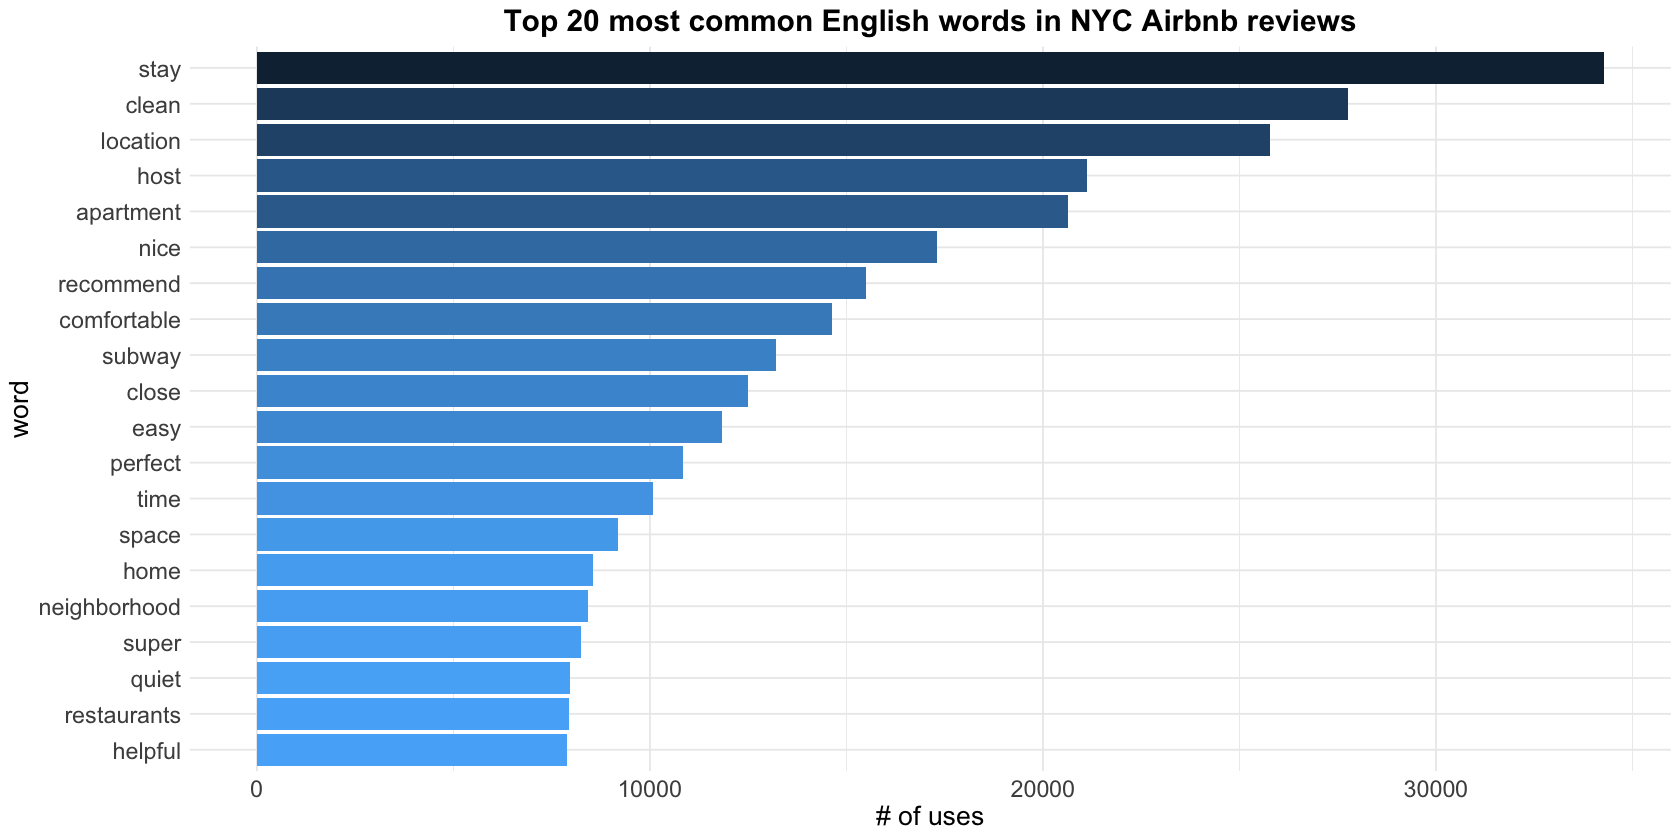 Top 20 most common English words in NYC Airbnb reviews
word
stay
clean
location
host
apartment
nice
recommend
comfortable
subway
close
easy
perfect
time
space
home
neighborhood
super
quiet
restaurants
helpful
0 10000 20000 30000
# of uses